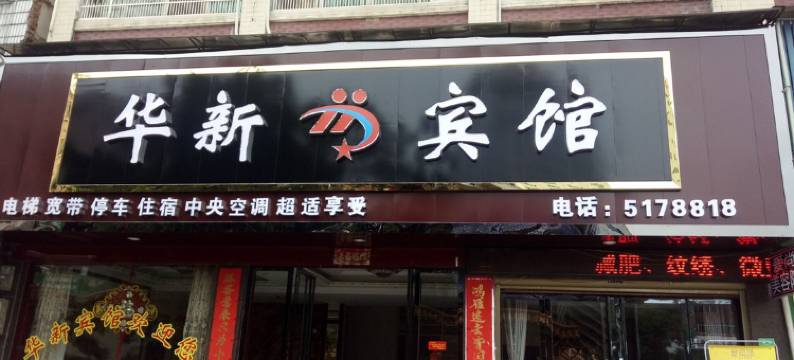 华新宾馆
电梯 宽带 停车 住宿 中央空调 超适享受
电话：5178818
减肥、纹绣、微
华新宾馆欢迎您